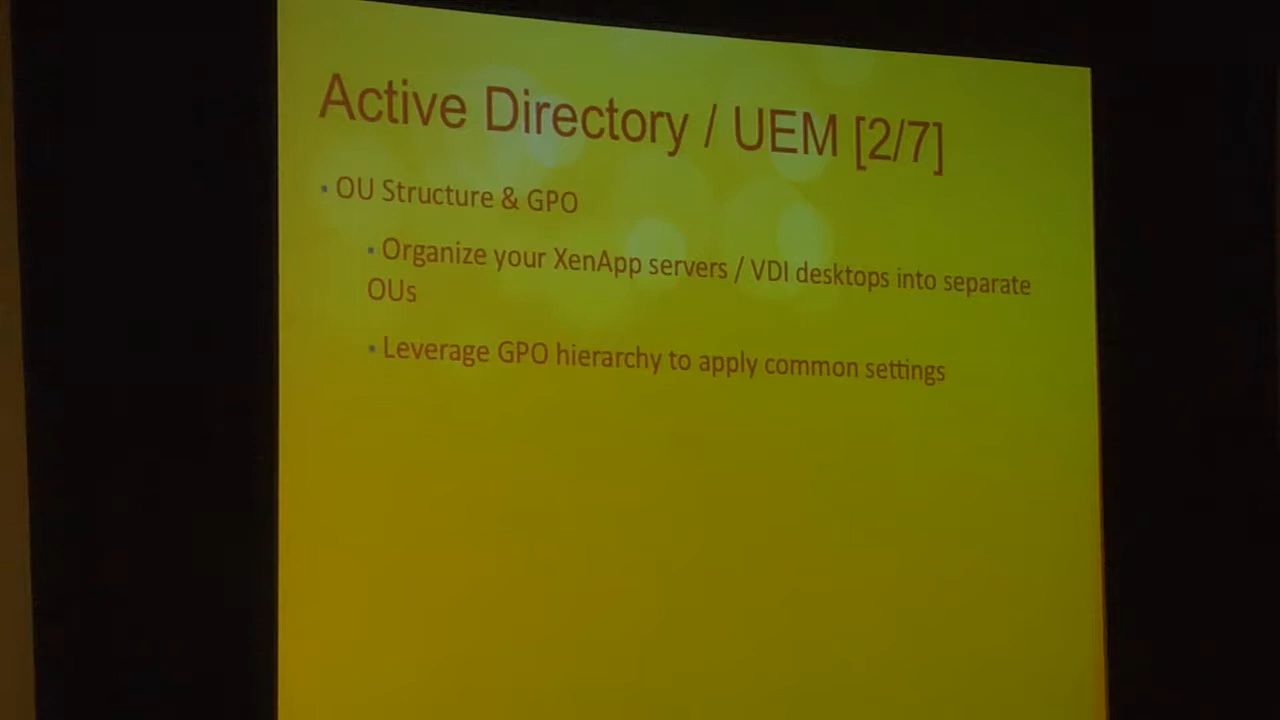 Active Directory / UEM [2/7]
▪ OU Structure & GPO
▪ Organize your XenApp servers / VDI desktops into separate
OUs
▪ Leverage GPO hierarchy to apply common settings